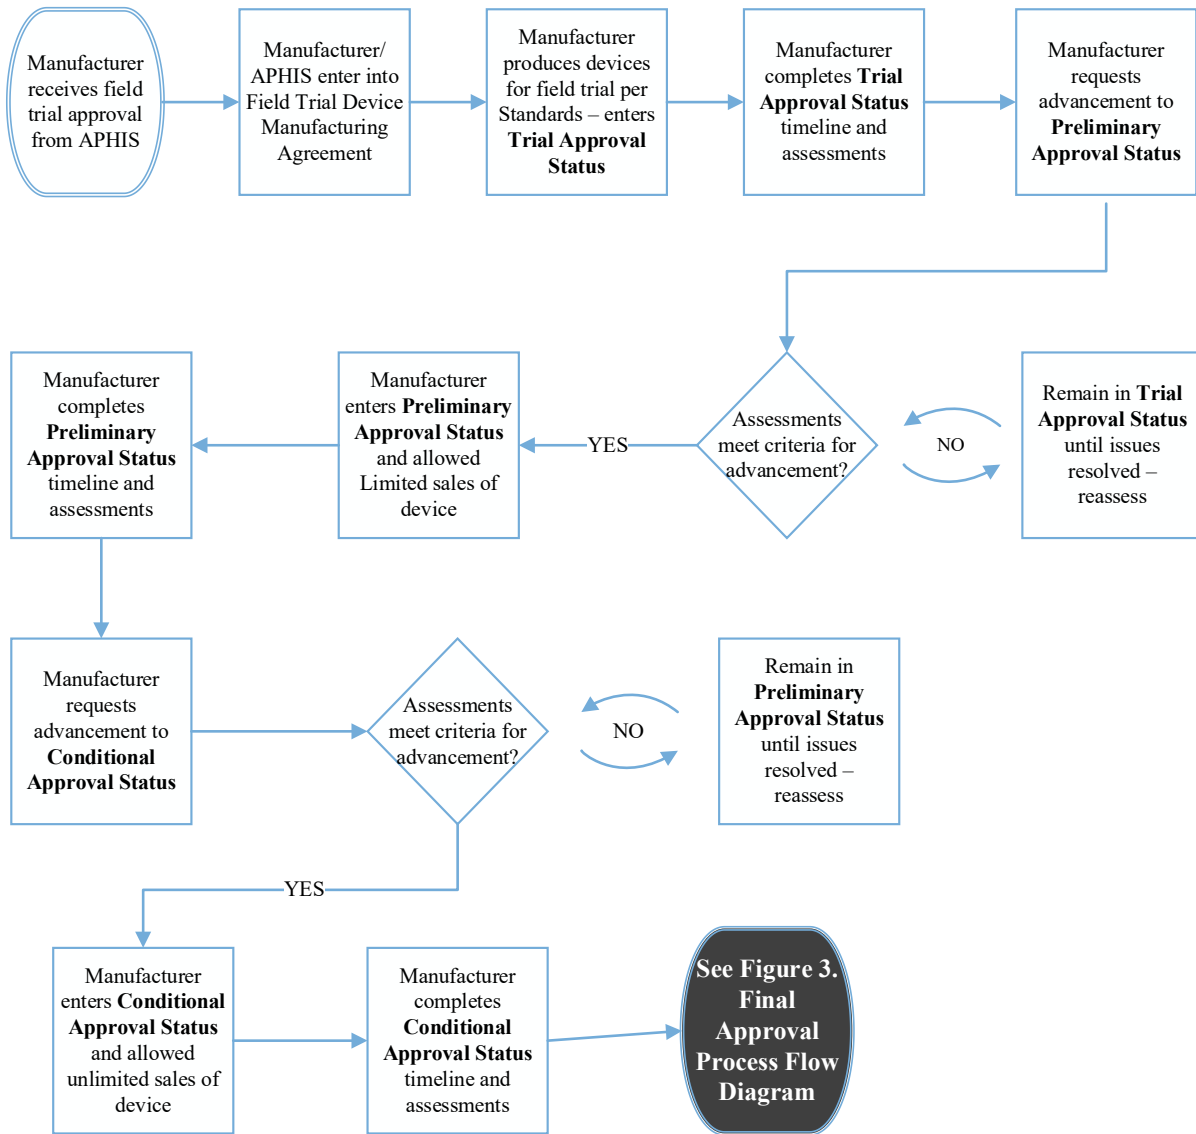 Manufacturer
receives field
trial approval
from APHIS
Manufacturer/
APHIS enter into
Field Trial Device
Manufacturing
Agreement
Manufacturer
produces devices
for field trial per
Standards – enters
Trial Approval
Status
Manufacturer
completes Trial
Approval Status
timeline and
assessments
Manufacturer
requests
advancement to
Preliminary
Approval Status
Assessments
meet criteria for
advancement?
NO
Remain in Trial
Approval Status
until issues
resolved –
reassess
YES
Manufacturer
enters Preliminary
Approval Status
and allowed
Limited sales of
device
Manufacturer
completes
Preliminary
Approval Status
timeline and
assessments
Manufacturer
requests
advancement to
Conditional
Approval Status
Assessments
meet criteria for
advancement?
NO
Remain in
Preliminary
Approval Status
until issues
resolved –
reassess
YES
Manufacturer
enters Conditional
Approval Status
and allowed
unlimited sales of
device
Manufacturer
completes
Conditional
Approval Status
timeline and
assessments
See Figure 3.
Final
Approval
Process Flow
Diagram